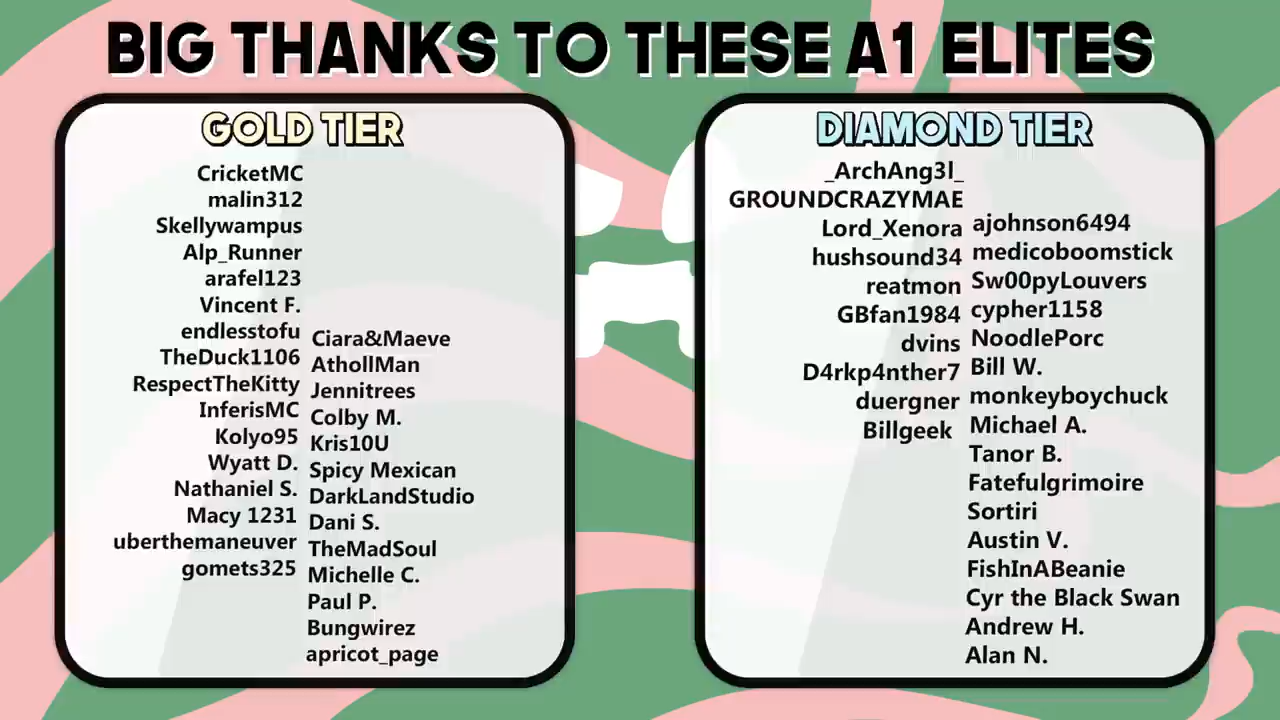 BIG THANKS TO THESE A1 ELITES
GOLD TIER
CricketMC
malin312
Skellywampus
Alp_Runner
arafel123
Vincent F.
endlesstofu
TheDuck1106
RespectTheKitty
InferisMC
Kolyo95
Wyatt D.
Nathaniel S.
Macy 1231
uberthemaneuver
gomets325
Ciara&Maeve
AthollMan
Jennitrees
Colby M.
Kris10U
Spicy Mexican
DarkLandStudio
Dani S.
TheMadSoul
Michelle C.
Paul P.
Bungwirez
apricot_page
DIAMOND TIER
_ArchAng3l_
GROUNDCRAZYMAE
Lord_Xenora
hushsound34
reatmon
GBfan1984
dvins
D4rkp4nther7
duergner
Billgeek
ajohnson6494
medicoboomstick
Sw00pyLouvers
cypher1158
NoodlePorc
Bill W.
monkeyboychuck
Michael A.
Tanor B.
Fatefulgrimoire
Sortiri
Austin V.
FishInABeanie
Cyr the Black Swan
Andrew H.
Alan N.